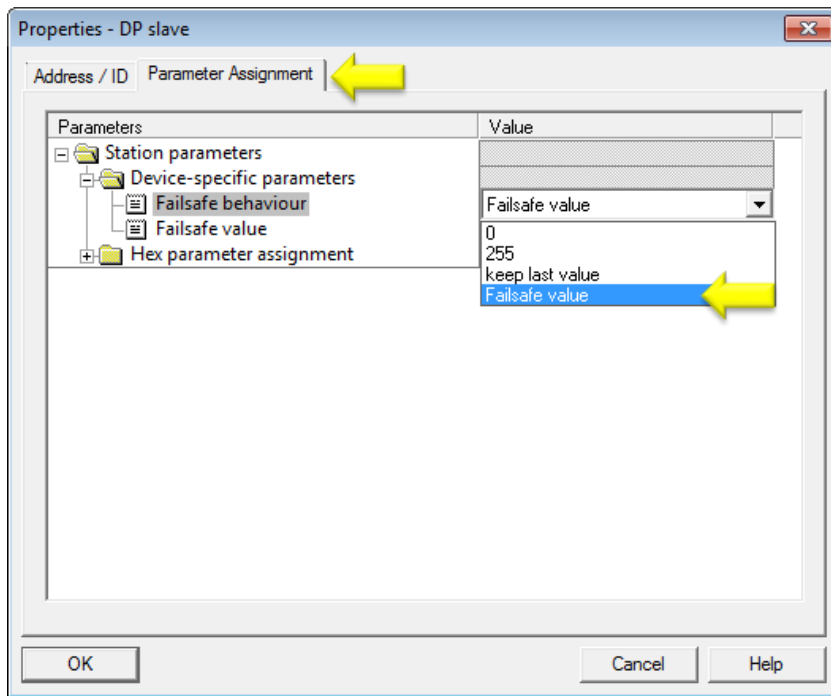 Properties - DP slave
Address / ID Parameter Assignment
Parameters Value
Station parameters
Device-specific parameters
Failsafe behaviour Failsafe value
Failsafe value 0
Hex parameter assignment 255
keep last value
Failsafe value
OK Cancel Help